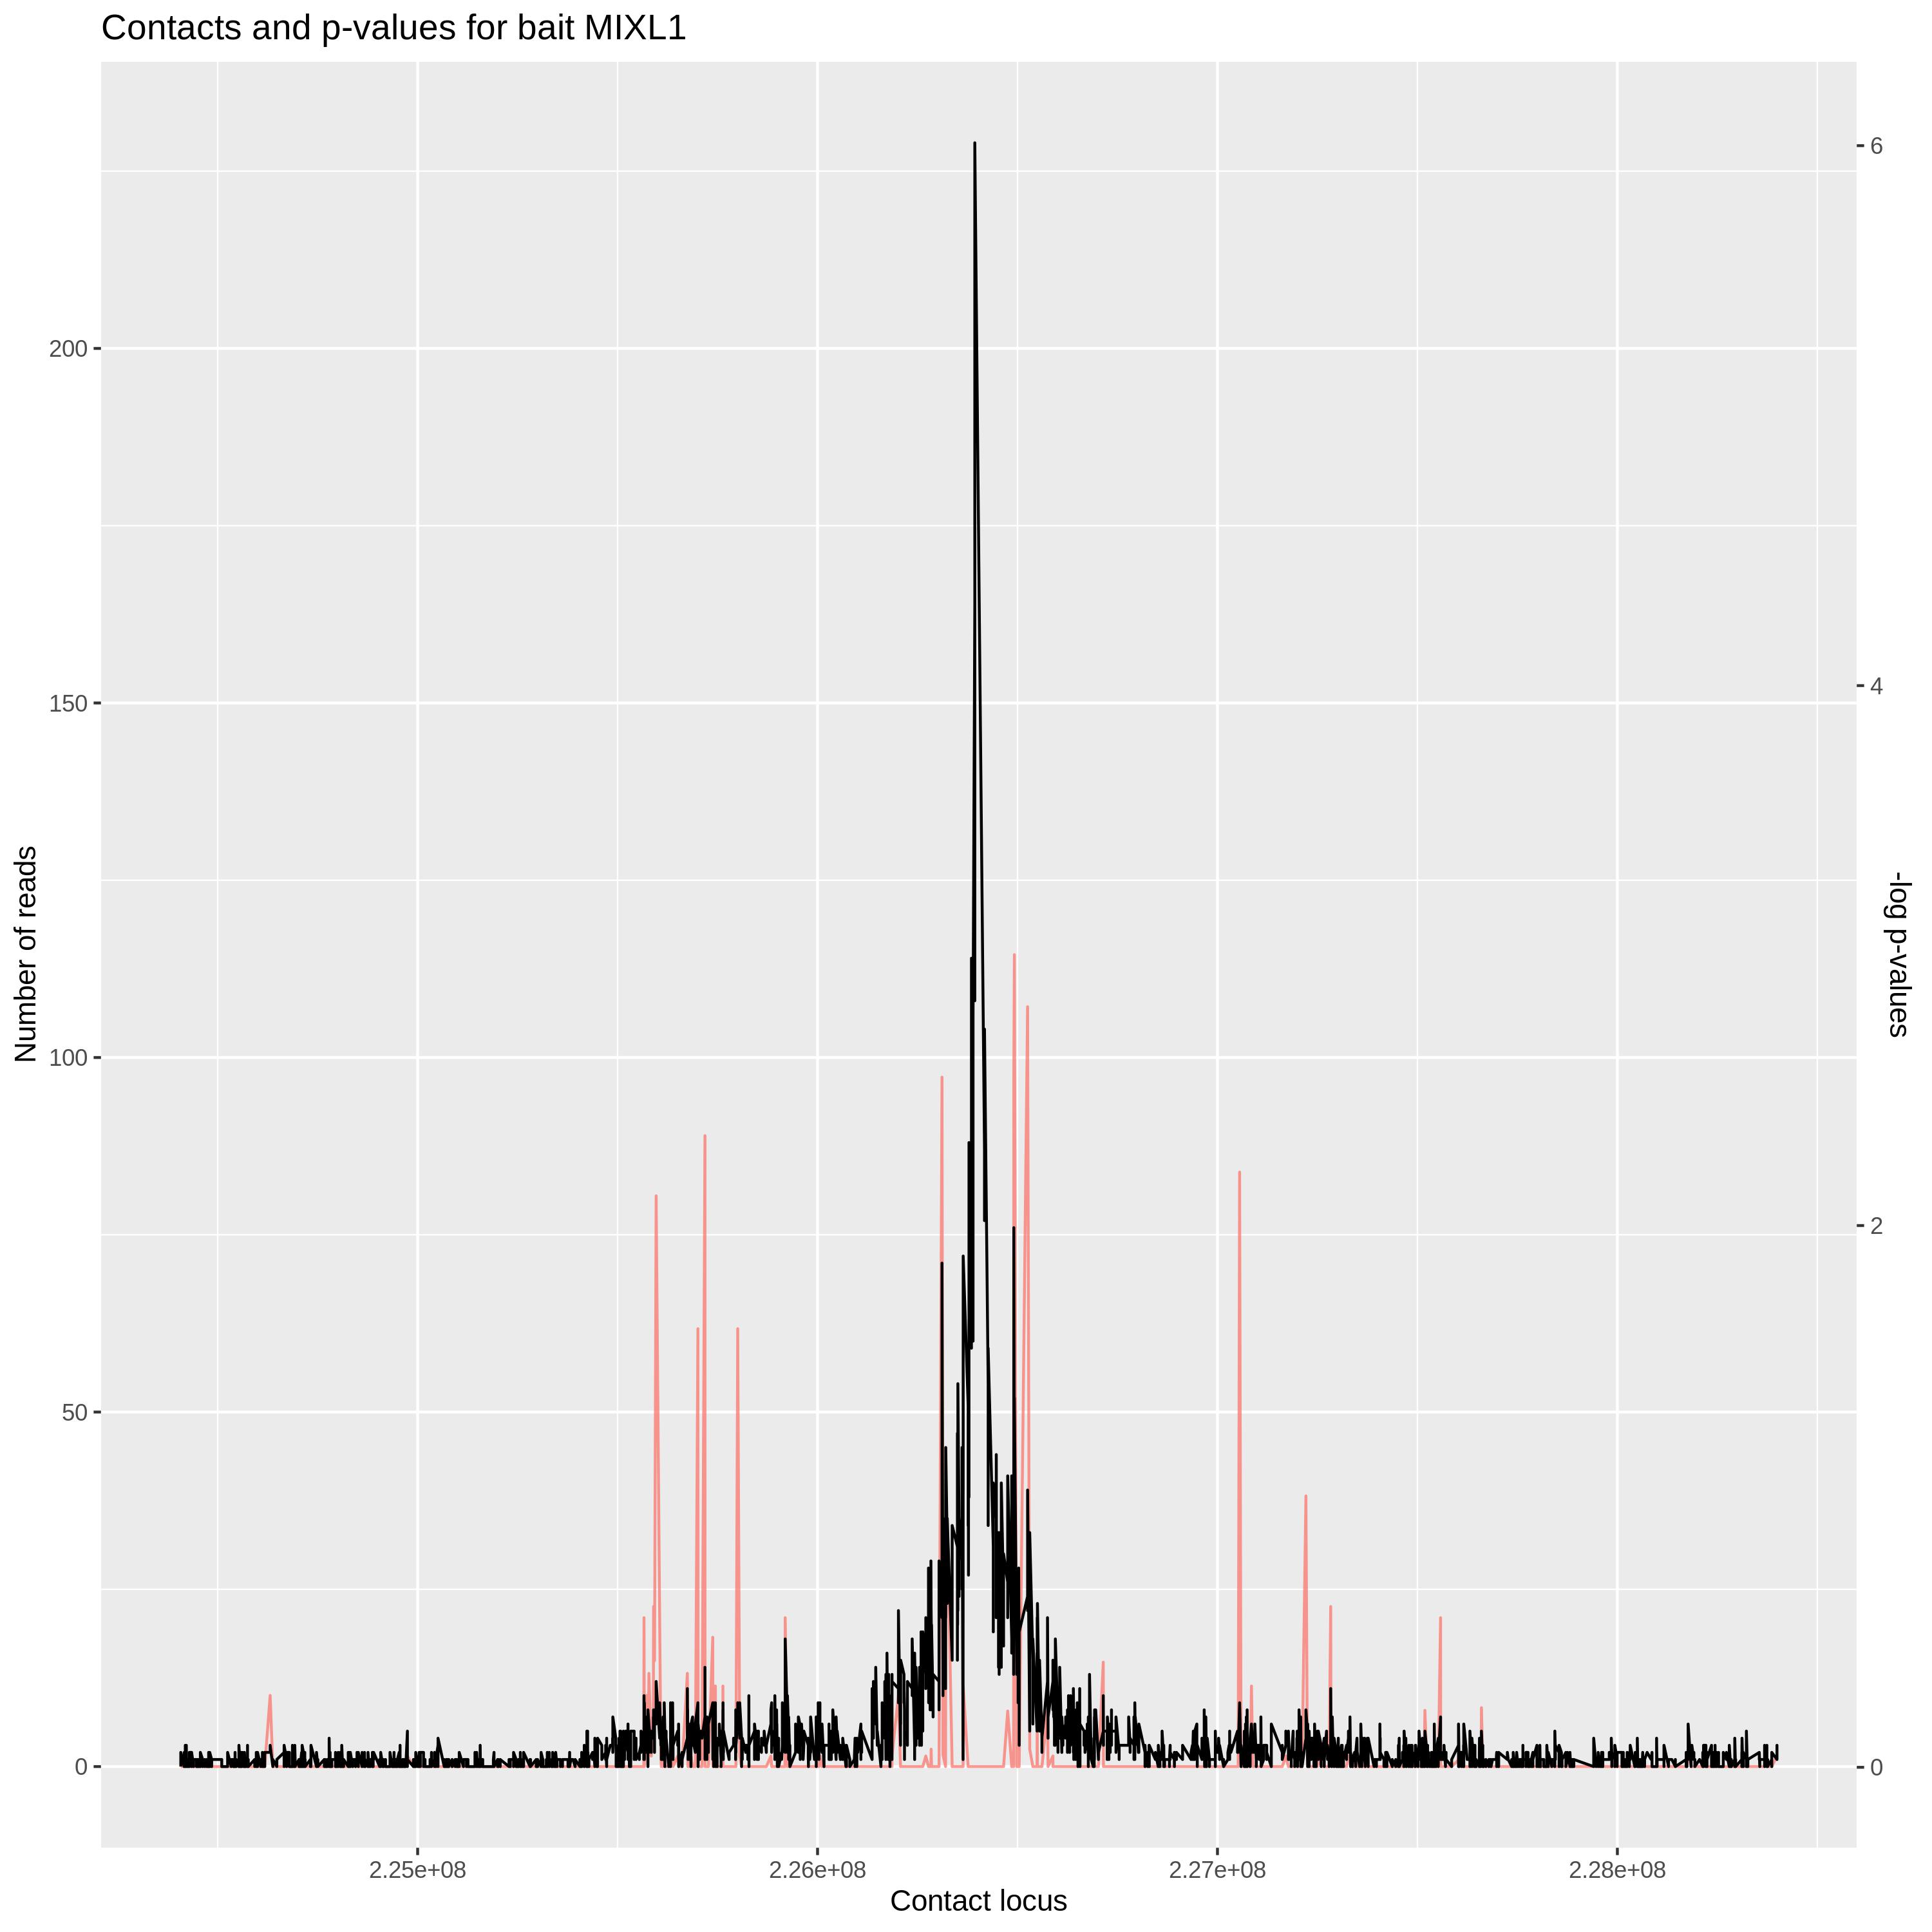 Contacts and p-values for bait MIXL1
Number of reads
200
150
100
50
0
6
4
2
0
-log p-values
2.25e+08
2.26e+08
2.27e+08
2.28e+08
Contact locus